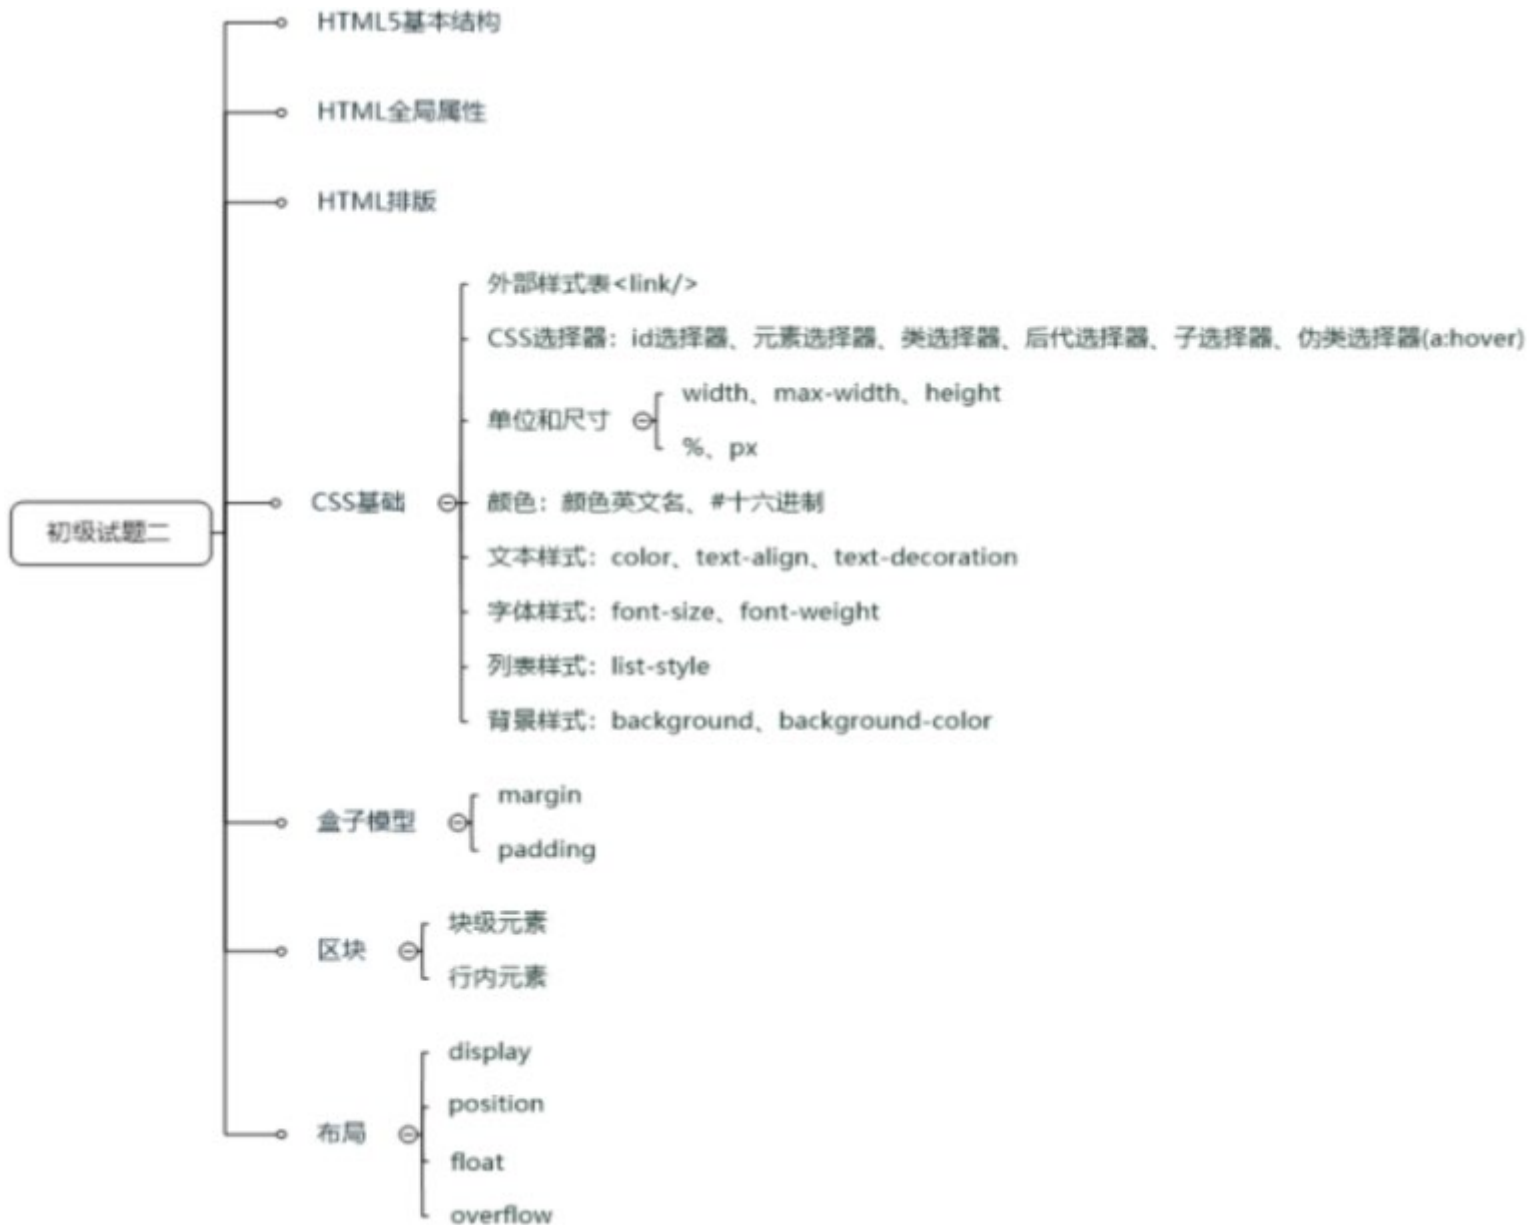 HTML5基本结构
HTML全局属性
HTML排版
外部样式表<link/>
CSS选择器：id选择器、元素选择器、类选择器、后代选择器、子选择器、伪类选择器(a:hover)
width、max-width、height
单位和尺寸
%、px
CSS基础
颜色：颜色英文名、#十六进制
初级试题二
文本样式：color、text-align、text-decoration
字体样式：font-size、font-weight
列表样式：list-style
背景样式：background、background-color
margin
盒子模型
padding
块级元素
区块
行内元素
display
position
布局
float
overflow